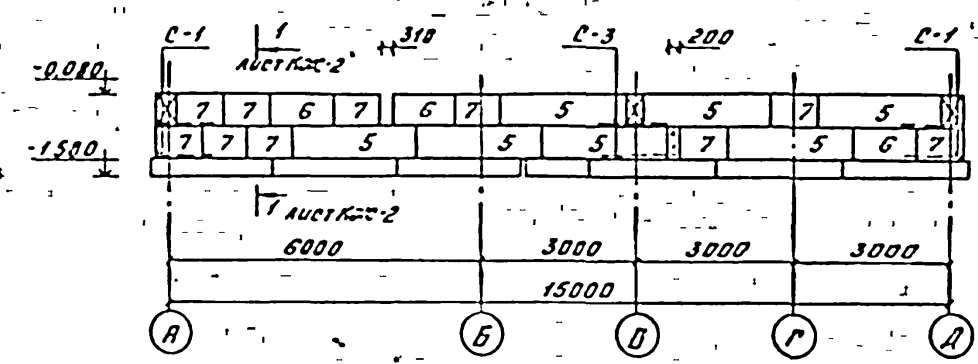 С-1 1 310 С-3 200 С-1
лист КЖ-2
-0,080
7 7 6 7 6 7 5 5 7 5
7 7 7 5 5 5 7 5 6 7
-1,580
1 лист КЖ-2
6000 3000 3000 3000
15000
А Б В Г Д